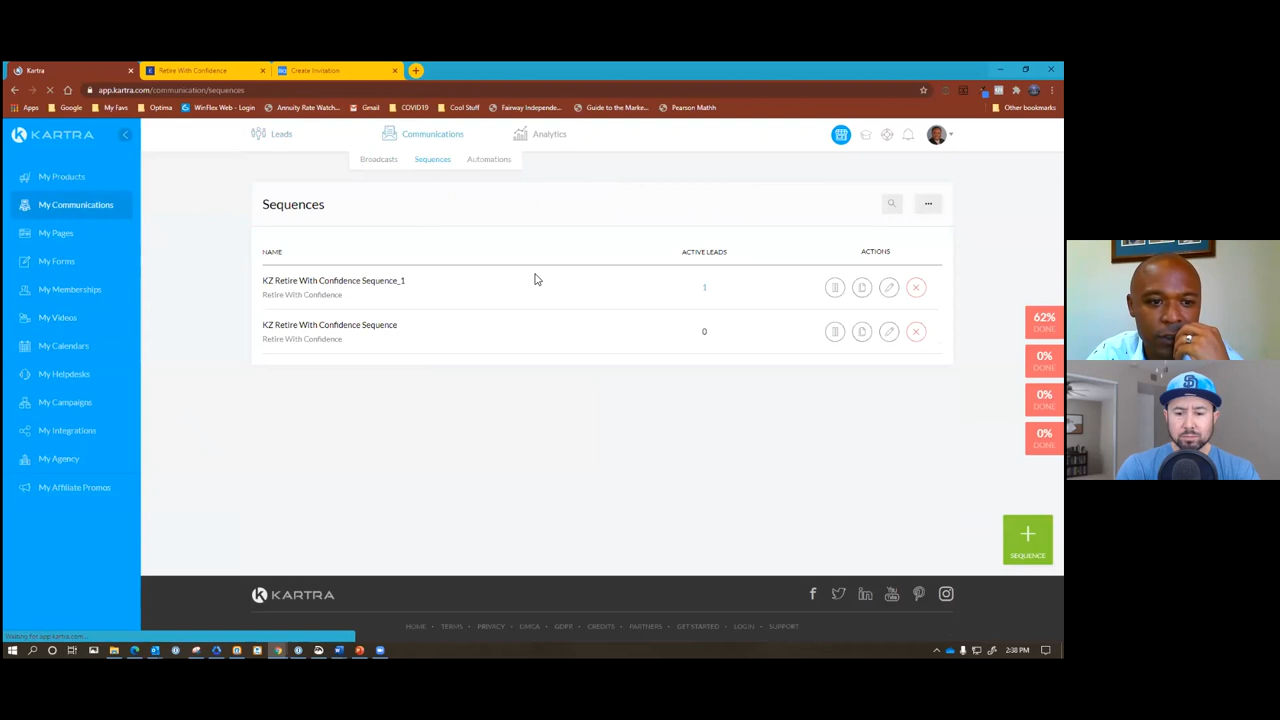 Kartra
Retire With Confidence
Create Invitation
app.kartra.com/communication/sequences
Apps
Google
My Favs
Optima
WinFlex Web - Login
Annuity Rate Watch...
Gmail
COVID19
Cool Stuff
Fairway Independe...
Guide to the Marke...
Pearson Mathh
Other bookmarks
KARTRA
Leads
Communications
Analytics
Broadcasts
Sequences
Automations
My Products
My Communications
My Pages
My Forms
My Memberships
My Videos
My Calendars
My Helpdesks
My Campaigns
My Integrations
My Agency
My Affiliate Promos
Sequences
NAME
ACTIVE LEADS
ACTIONS
KZ Retire With Confidence Sequence_1
Retire With Confidence
1
KZ Retire With Confidence Sequence
Retire With Confidence
0
62%
DONE
0%
DONE
0%
DONE
0%
DONE
+
SEQUENCE
KARTRA
HOME
TERMS
PRIVACY
DMCA
GDPR
CREDITS
PARTNERS
GET STARTED
LOGIN
SUPPORT
Waiting for app.kartra.com...
2:38 PM